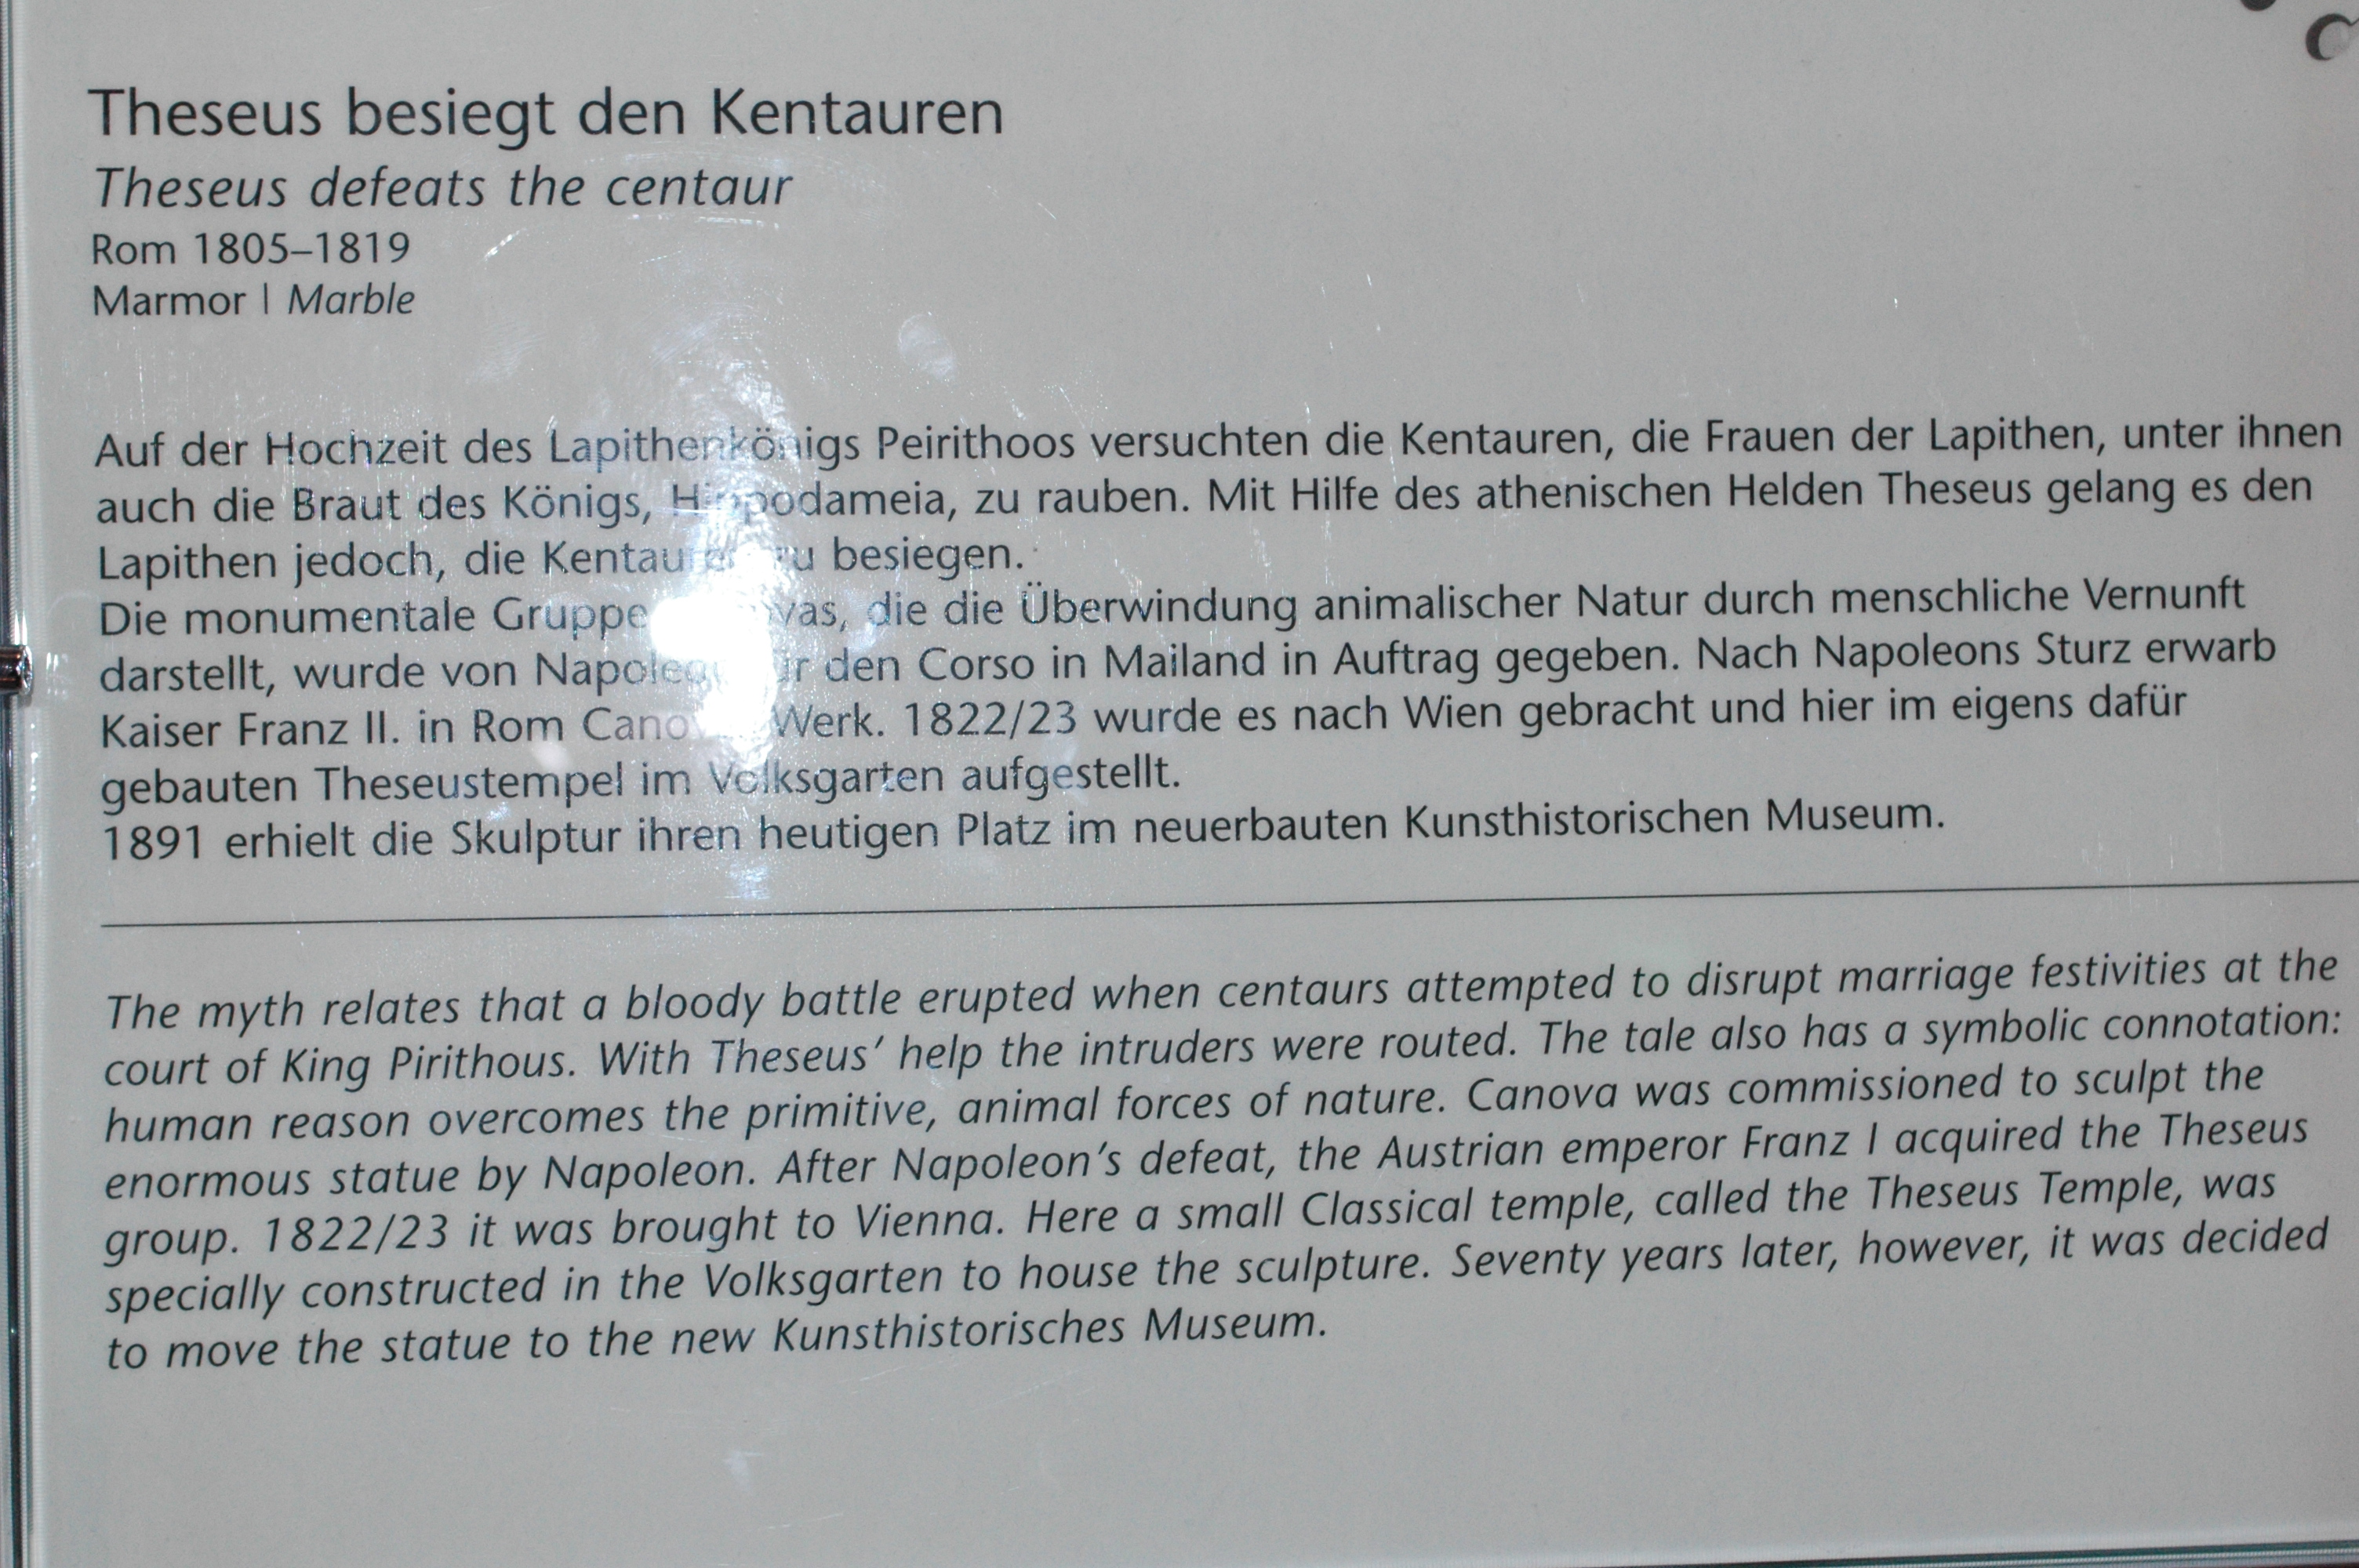 Theseus besiegt den Kentauren
Theseus defeats the centaur
Rom 1805–1819
Marmor | Marble
Auf der Hochzeit des Lapithenkönigs Peirithoos versuchten die Kentauren, die Frauen der Lapithen, unter ihnen
auch die Braut des Königs, Hippodameia, zu rauben. Mit Hilfe des athenischen Helden Theseus gelang es den
Lapithen jedoch, die Kentauren zu besiegen.
Die monumentale Gruppe die die Überwindung animalischer Natur durch menschliche Vernunft
darstellt, wurde von Napoleon für den Corso in Mailand in Auftrag gegeben. Nach Napoleons Sturz erwarb
Kaiser Franz II. in Rom Canovas Werk. 1822/23 wurde es nach Wien gebracht und hier im eigens dafür
gebauten Theseustempel im Volksgarten aufgestellt.
1891 erhielt die Skulptur ihren heutigen Platz im neuerbauten Kunsthistorischen Museum.
The myth relates that a bloody battle erupted when centaurs attempted to disrupt marriage festivities at the
court of King Pirithous. With Theseus’ help the intruders were routed. The tale also has a symbolic connotation:
human reason overcomes the primitive, animal forces of nature. Canova was commissioned to sculpt the
enormous statue by Napoleon. After Napoleon’s defeat, the Austrian emperor Franz I acquired the Theseus
group. 1822/23 it was brought to Vienna. Here a small Classical temple, called the Theseus Temple, was
specially constructed in the Volksgarten to house the sculpture. Seventy years later, however, it was decided
to move the statue to the new Kunsthistorisches Museum.